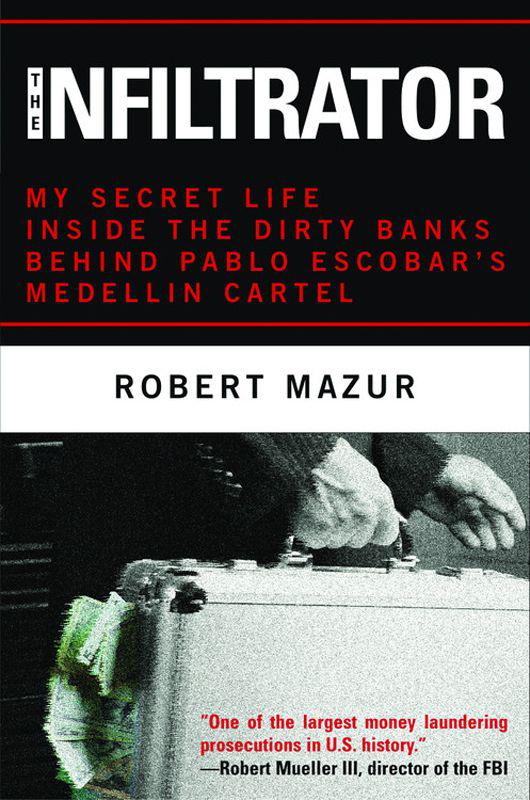 THE INFILTRATOR
MY SECRET LIFE
INSIDE THE DIRTY BANKS
BEHIND PABLO ESCOBAR'S
MEDELLIN CARTEL
ROBERT MAZUR
"One of the largest money laundering
prosecutions in U.S. history."
—Robert Mueller III, director of the FBI